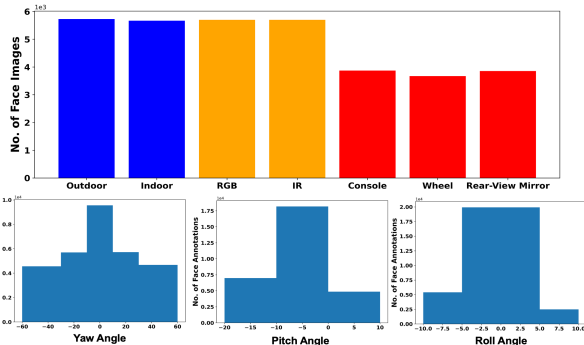 1e3
6
5
4
3
2
1
0
No. of Face Images
Outdoor Indoor RGB IR Console Wheel Rear-View Mirror
1e4
1.0
0.8
0.6
0.4
0.2
0.0
-60 -40 -20 0 20 40 60
Yaw Angle
1e4
1.75
1.50
1.25
1.00
0.75
0.50
0.25
0.00
No. of Face Annotations
-20 -15 -10 -5 0 5 10
Pitch Angle
1e4
2.00
1.75
1.50
1.25
1.00
0.75
0.50
0.25
0.00
No. of Face Annotations
-10.0 -7.5 -5.0 -2.5 0.0 2.5 5.0 7.5 10.0
Roll Angle